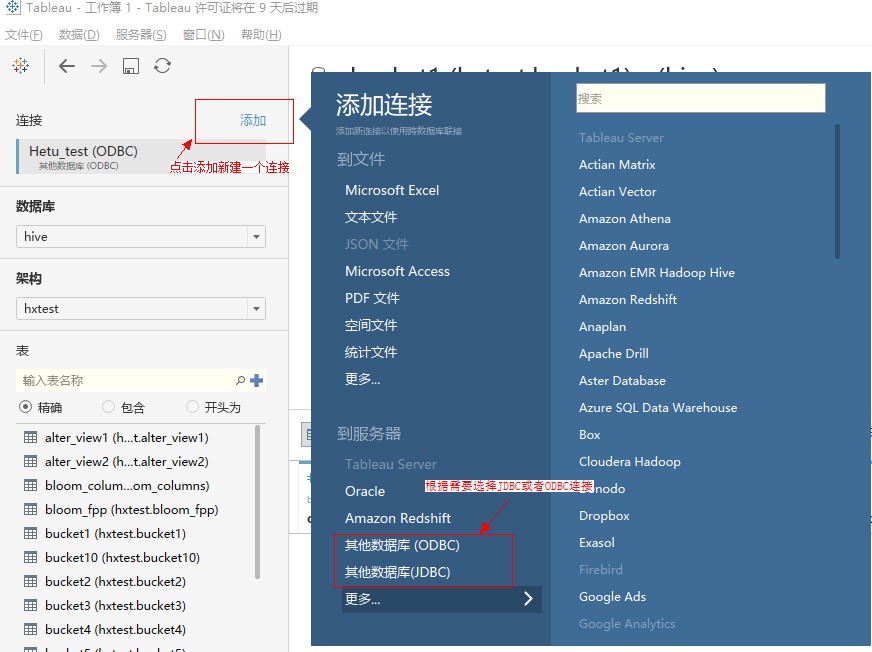 Tableau - 工作簿 1 - Tableau 许可证将在 9 天后过期
文件(F) 数据(D) 服务器(S) 窗口(N) 帮助(H)
连接
添加
Hetu_test (ODBC)
其他数据库 (ODBC)
点击添加新建一个连接
数据库
hive
架构
hxtest
表
输入表名称
精确 包含 开头为
alter_view1 (h...t.alter_view1)
alter_view2 (h...t.alter_view2)
bloom_colum...om_columns)
bloom_fpp (hxtest.bloom_fpp)
bucket1 (hxtest.bucket1)
bucket10 (hxtest.bucket10)
bucket2 (hxtest.bucket2)
bucket3 (hxtest.bucket3)
bucket4 (hxtest.bucket4)
添加连接
添加新连接以使用跨数据库联接
到文件
Microsoft Excel
文本文件
JSON 文件
Microsoft Access
PDF 文件
空间文件
统计文件
更多...
到服务器
Tableau Server
Oracle
根据需要选择JDBC或者ODBC连接
Amazon Redshift
其他数据库 (ODBC)
其他数据库(JDBC)
更多...
搜索
Tableau Server
Actian Matrix
Actian Vector
Amazon Athena
Amazon Aurora
Amazon EMR Hadoop Hive
Amazon Redshift
Anaplan
Apache Drill
Aster Database
Azure SQL Data Warehouse
Box
Cloudera Hadoop
Dropbox
Exasol
Firebird
Google Ads
Google Analytics